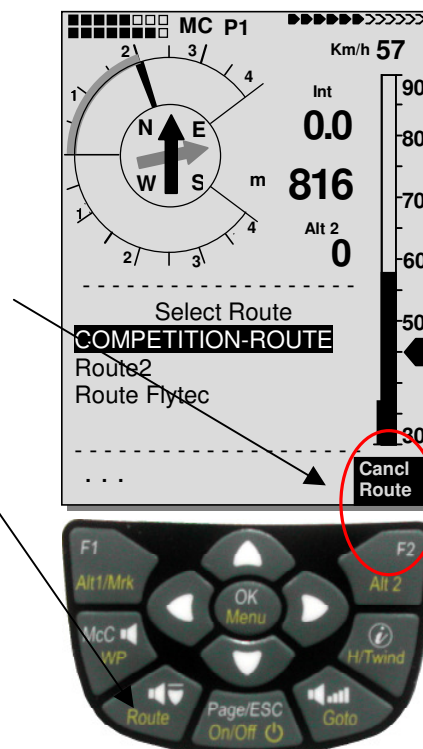 MC P1
Km/h 57
2 3
1 4
N E
W S
1 4
2 3
Int
0.0
m 816
Alt 2
0
90
80
70
60
50
30
Select Route
COMPETITION-ROUTE
Route2
Route Flytec
. . .
Cancl
Route
F1
Alt1/Mrk
F2
Alt 2
OK
Menu
McC
WP
i
H/Twind
Route
Page/ESC
On/Off
Goto